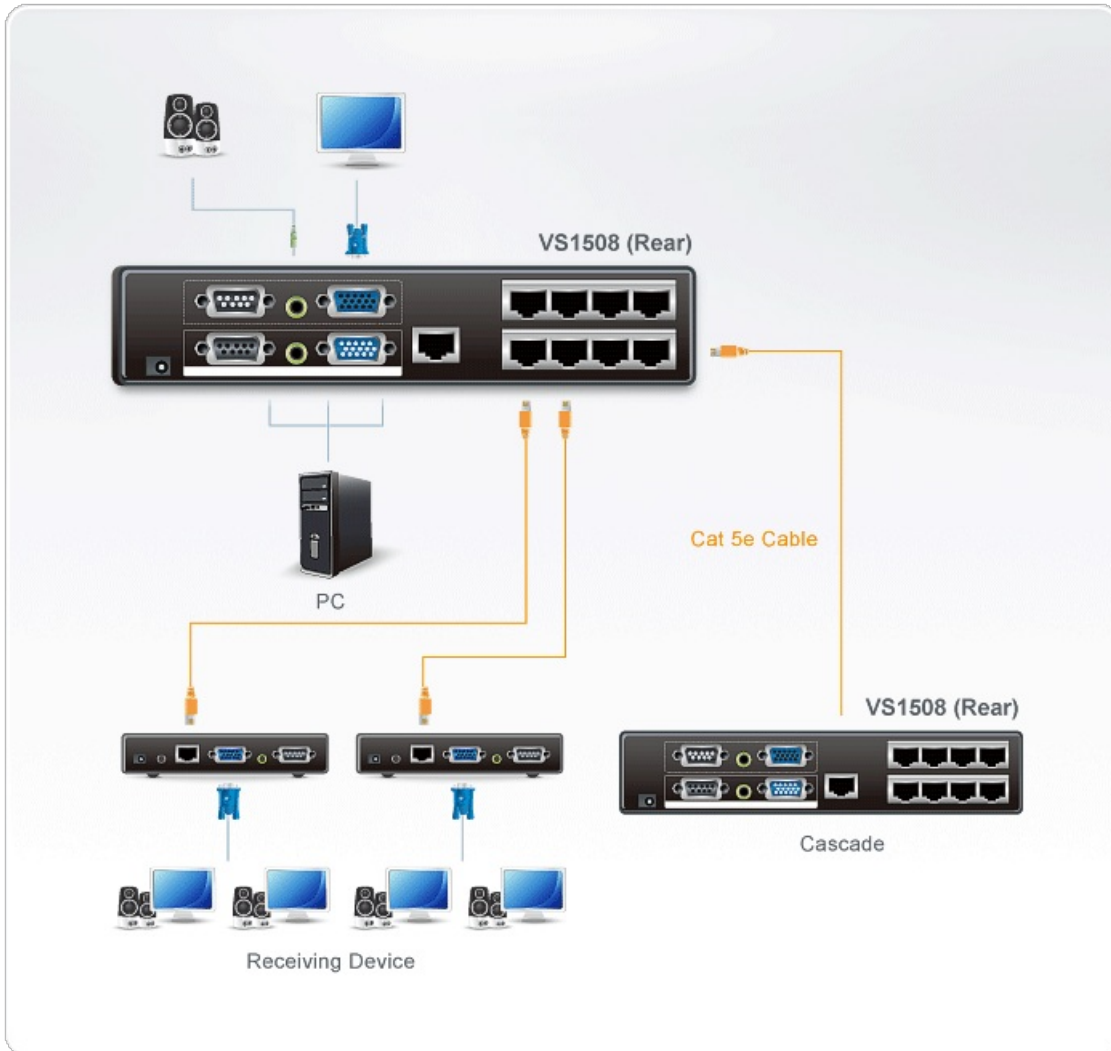 VS1508 (Rear)
Cat 5e Cable
PC
VS1508 (Rear)
Cascade
Receiving Device